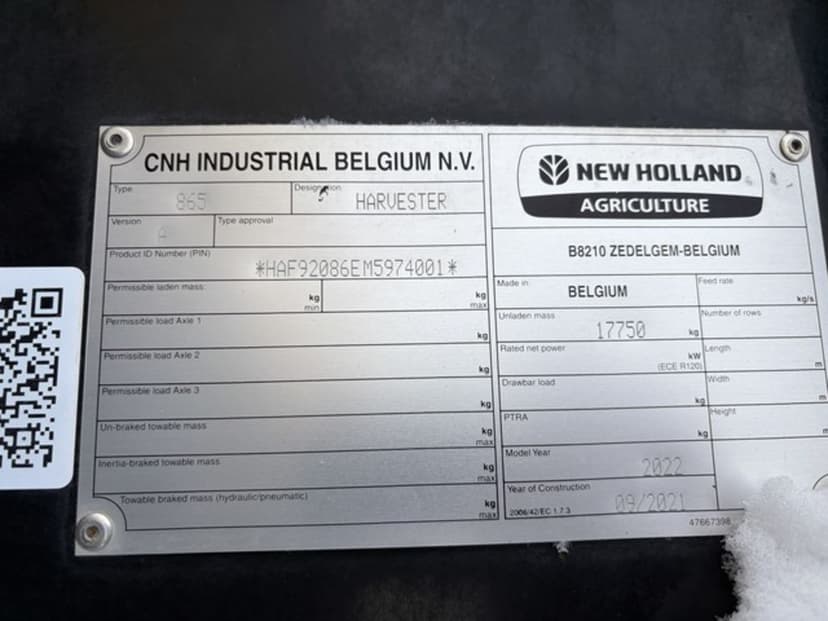 CNH INDUSTRIAL BELGIUM N.V.
Type 865
Designation HARVESTER
Version A
Type approval
Product ID Number (PIN)
*HAF92086EM5974001*
Permissible laden mass: kg min kg max
Permissible load Axle 1 kg
Permissible load Axle 2 kg
Permissible load Axle 3 kg
Un-braked towable mass kg max
Inertia-braked towable mass kg max
Towable braked mass (hydraulic/pneumatic) kg max
NEW HOLLAND
AGRICULTURE
B8210 ZEDELGEM-BELGIUM
Made in BELGIUM
Feed rate kg/s
Unladen mass 17750 kg
Number of rows
Rated net power kW (ECE R120)
Length m
Drawbar load kg
Width m
PTRA kg
Height m
Model Year 2022
Year of Construction 09/2021
2006/42/EC 1.7.3
47667398